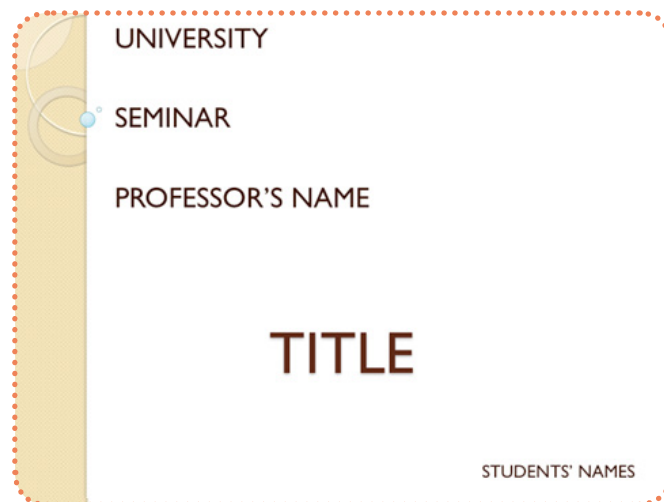 UNIVERSITY
SEMINAR
PROFESSOR’S NAME
TITLE
STUDENTS’ NAMES